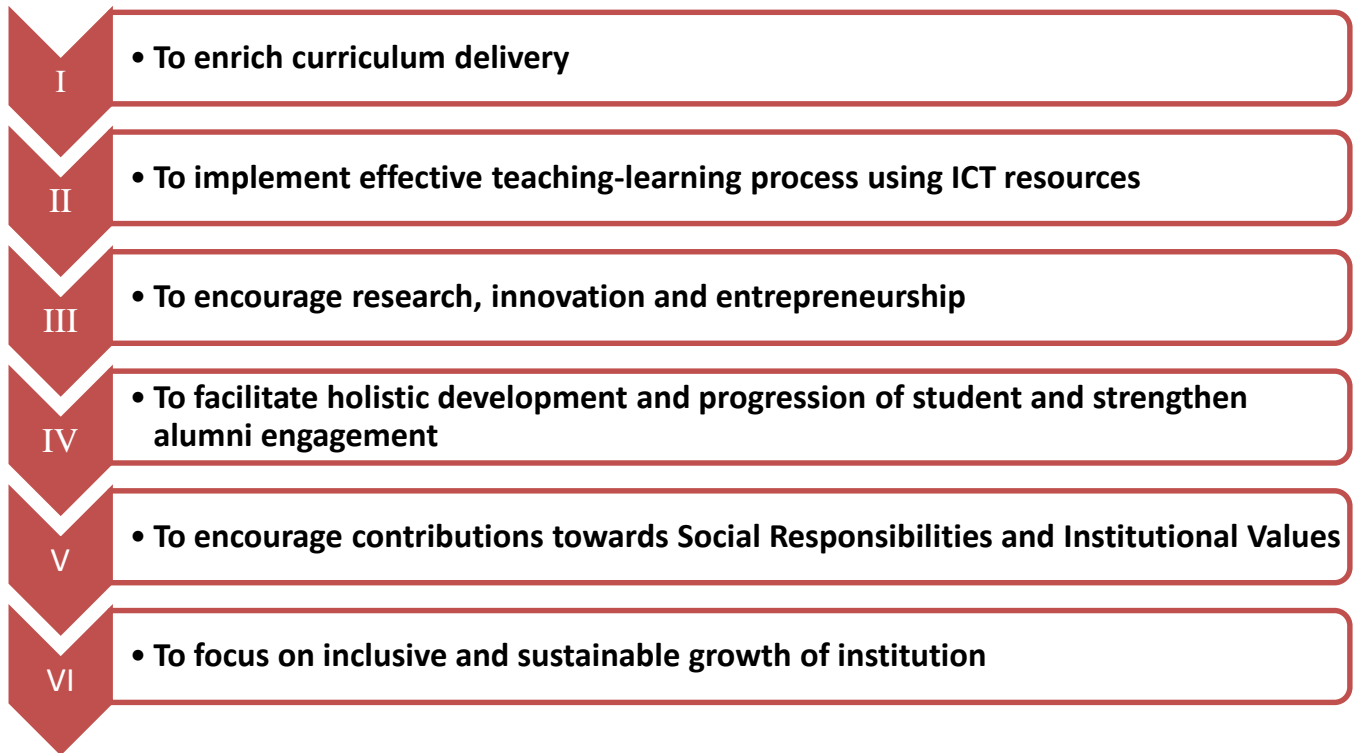 I
• To enrich curriculum delivery
II
• To implement effective teaching-learning process using ICT resources
III
• To encourage research, innovation and entrepreneurship
IV
• To facilitate holistic development and progression of student and strengthen
alumni engagement
V
• To encourage contributions towards Social Responsibilities and Institutional Values
VI
• To focus on inclusive and sustainable growth of institution